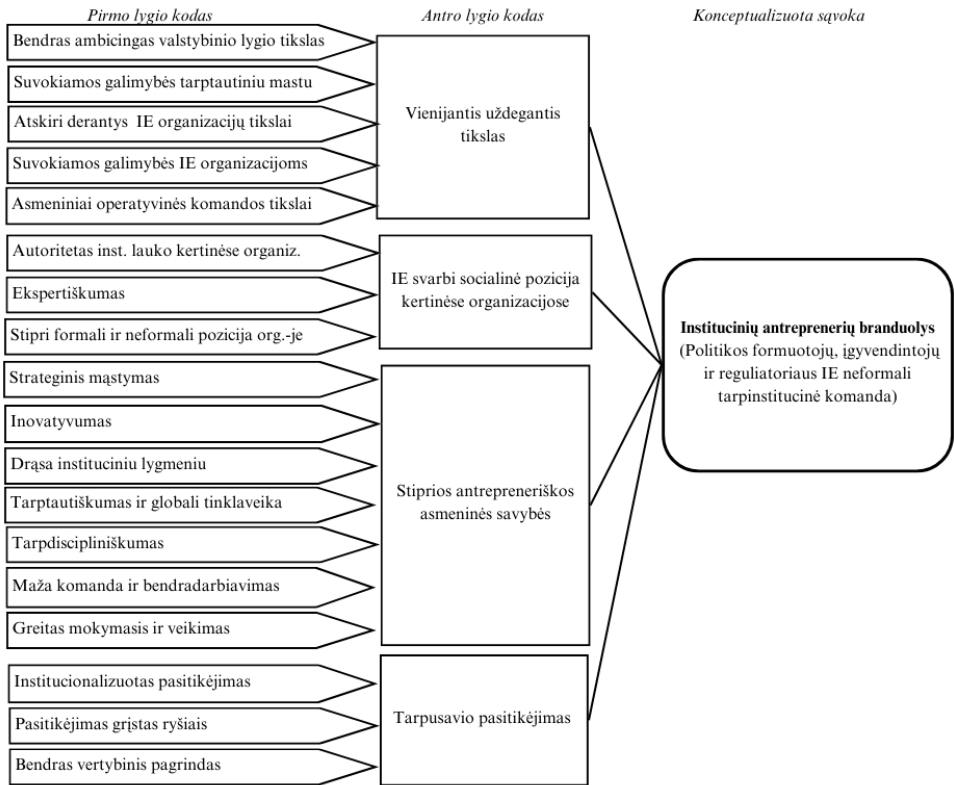 Pirmo lygio kodas
Antro lygio kodas
Konceptualizuota sąvoka
Bendras ambicingas valstybinio lygio tikslas
Suvokiamos galimybės tarptautiniu mastu
Atskiri derantys IE organizacijų tikslai
Suvokiamos galimybės IE organizacijoms
Asmeniniai operatyvinės komandos tikslai
Vienijantis uždegantis
tikslas
Autoritetas inst. lauko kertinėse organiz.
Ekspertiškumas
Stipri formali ir neformali pozicija org.-je
IE svarbi socialinė pozicija
kertinėse organizacijose
Strateginis mąstymas
Inovatyvumas
Drąsa instituciniu lygmeniu
Tarptautiškumas ir globali tinklaveika
Tarpdiscipliniškumas
Maža komanda ir bendradarbiavimas
Greitas mokymasis ir veikimas
Stiprios antrepreneriškos
asmeninės savybės
Institucionalizuotas pasitikėjimas
Pasitikėjimas grįstas ryšiais
Bendras vertybinis pagrindas
Tarpusavio pasitikėjimas
Institucinių antreprenerių branduolys
(Politikos formuotojų, įgyvendintojų
ir reguliatoriaus IE neformali
tarpinstitucinė komanda)